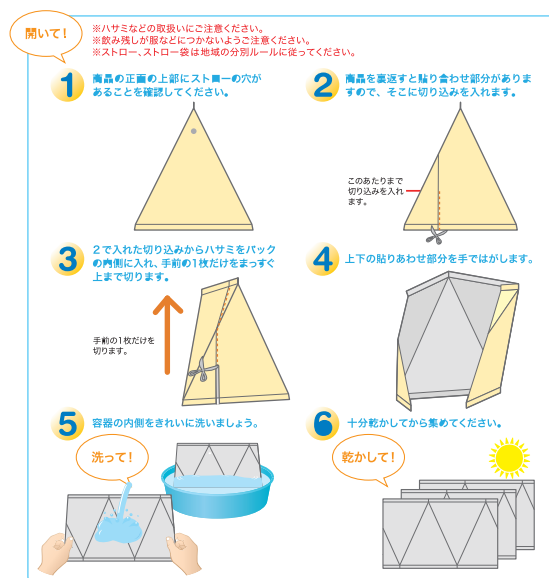 開いて!
※ハサミなどの取扱いにご注意ください。
※飲み残しが服などにつかないようご注意ください。
※ストロー、ストロー袋は地域の分別ルールに従ってください。
1
商品の正面の上部にストローの穴が
あることを確認してください。
2
商品を裏返すと貼り合わせ部分がありま
すので、そこに切り込みを入れます。
このあたりまで
切り込みを入れ
ます。
3
2で入れた切り込みからハサミをパック
の内側に入れ、手前の1枚だけをまっすぐ
上まで切ります。
手前の1枚だけを
切ります。
4
上下の貼りあわせ部分を手ではがします。
5
容器の内側をきれいに洗いましょう。
洗って!
6
十分乾かしてから集めてください。
乾かして!